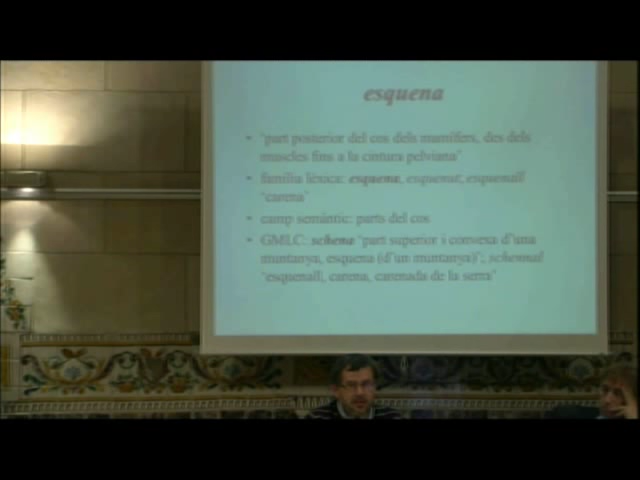 esquena
• "part posterior del cos dels mamífers, des dels
muscles fins a la cintura pelviana"
• família lèxica: esquena, esquenut, esquenall
'carena'
• camp semàntic: parts del cos
• GMLC: schena "part superior i convexa d'una
muntanya, esquena (d'un muntanya)"; schennal
'esquenall, carena, carenada de la serra'